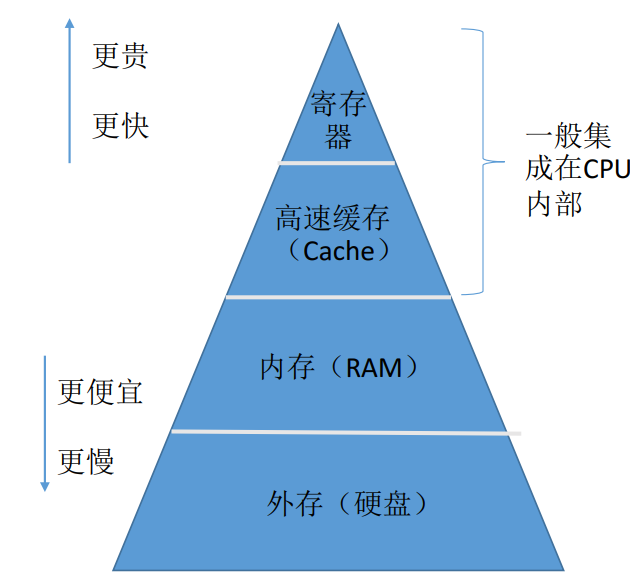 更贵
更快
寄存
器
一般集
成在CPU
内部
高速缓存
（Cache）
内存（RAM）
更便宜
更慢
外存（硬盘）